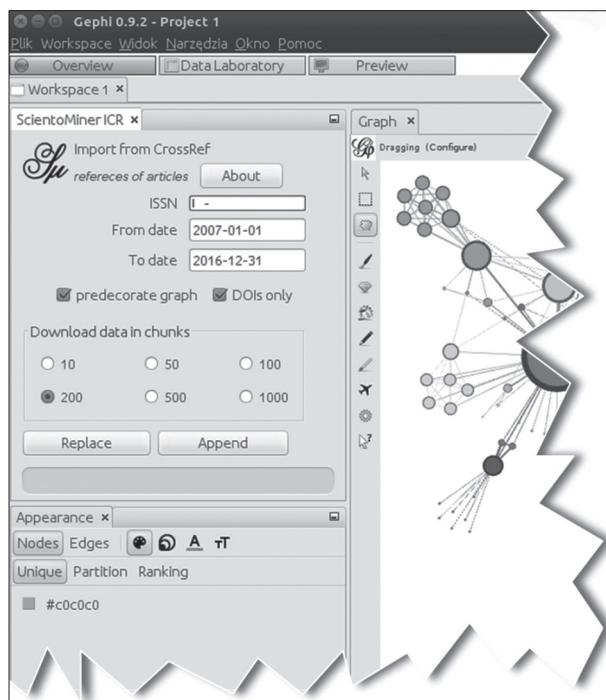 Gephi 0.9.2 - Project 1
Plik Workspace Widok Narzędzia Okno Pomoc
Overview Data Laboratory Preview
Workspace 1 ×
ScientoMiner ICR ×
Graph ×
Sμ Import from CrossRef
refereces of articles About
Dragging (Configure)
ISSN -
From date 2007-01-01
To date 2016-12-31
predecorate graph DOIs only
Download data in chunks
10 50 100
200 500 1000
Replace Append
Appearance ×
Nodes Edges A TT
Unique Partition Ranking
#c0c0c0